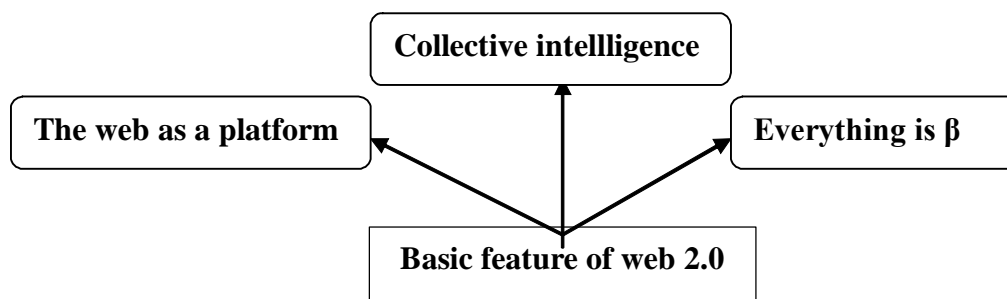 Collective intellligence
The web as a platform
Everything is β
Basic feature of web 2.0